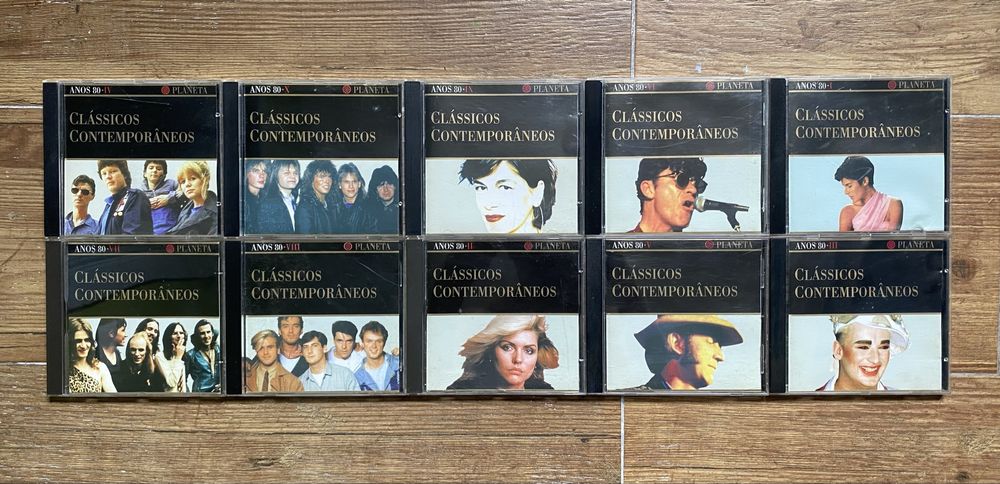 ANOS 80·IV PLANETA
CLÁSSICOS
CONTEMPORÂNEOS
ANOS 80·X PLANETA
CLÁSSICOS
CONTEMPORÂNEOS
ANOS 80·IX PLANETA
CLÁSSICOS
CONTEMPORÂNEOS
ANOS 80·VI PLANETA
CLÁSSICOS
CONTEMPORÂNEOS
ANOS 80·I PLANETA
CLÁSSICOS
CONTEMPORÂNEOS
ANOS 80·VII PLANETA
CLÁSSICOS
CONTEMPORÂNEOS
ANOS 80·VIII PLANETA
CLÁSSICOS
CONTEMPORÂNEOS
ANOS 80·II PLANETA
CLÁSSICOS
CONTEMPORÂNEOS
ANOS 80·V PLANETA
CLÁSSICOS
CONTEMPORÂNEOS
ANOS 80·III PLANETA
CLÁSSICOS
CONTEMPORÂNEOS